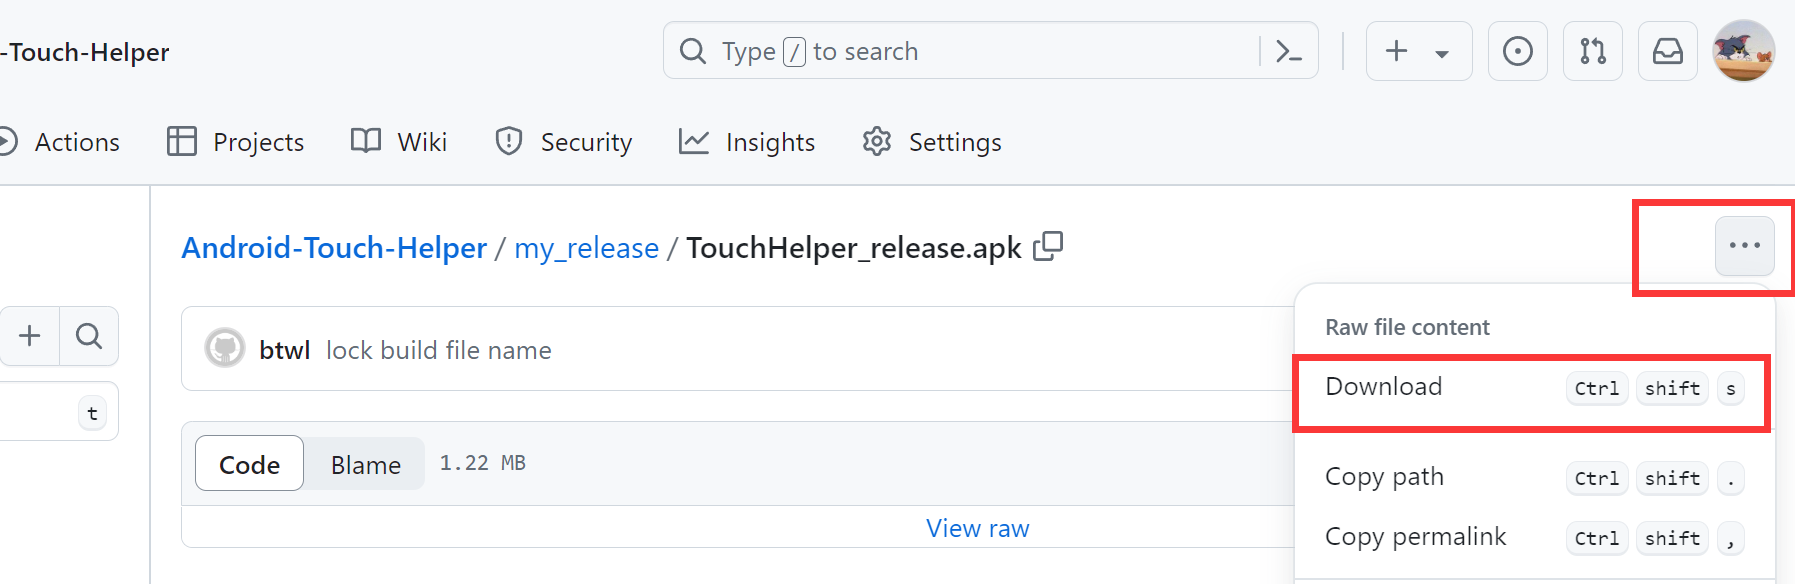 -Touch-Helper
Type / to search
Actions Projects Wiki Security Insights Settings
Android-Touch-Helper / my_release / TouchHelper_release.apk
btwl lock build file name
t
Code Blame 1.22 MB
View raw
Raw file content
Download Ctrl shift s
Copy path Ctrl shift .
Copy permalink Ctrl shift ,